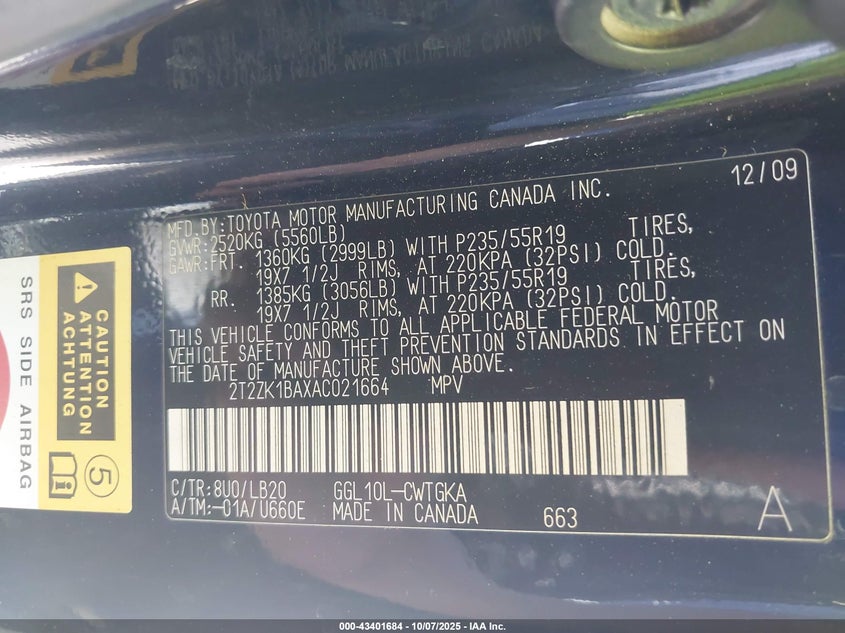 12/09
MFD.BY:TOYOTA MOTOR MANUFACTURING CANADA INC.
GVWR:2520KG (5560LB)
GAWR:FRT. 1360KG (2999LB) WITH P235/55R19 TIRES,
19X7 1/2J RIMS, AT 220KPA (32PSI) COLD.
RR. 1385KG (3056LB) WITH P235/55R19 TIRES,
19X7 1/2J RIMS, AT 220KPA (32PSI) COLD.
THIS VEHICLE CONFORMS TO ALL APPLICABLE FEDERAL MOTOR
VEHICLE SAFETY AND THEFT PREVENTION STANDARDS IN EFFECT ON
THE DATE OF MANUFACTURE SHOWN ABOVE.
2T2ZK1BAXAC021664 MPV
C/TR:8U0/LB20 GGL10L-CWTGKA
A/TM:-01A/U660E MADE IN CANADA 663 A
CAUTION
ATTENTION
ACHTUNG
SRS SIDE AIRBAG
5
000-43401684 - 10/07/2025 - IAA Inc.